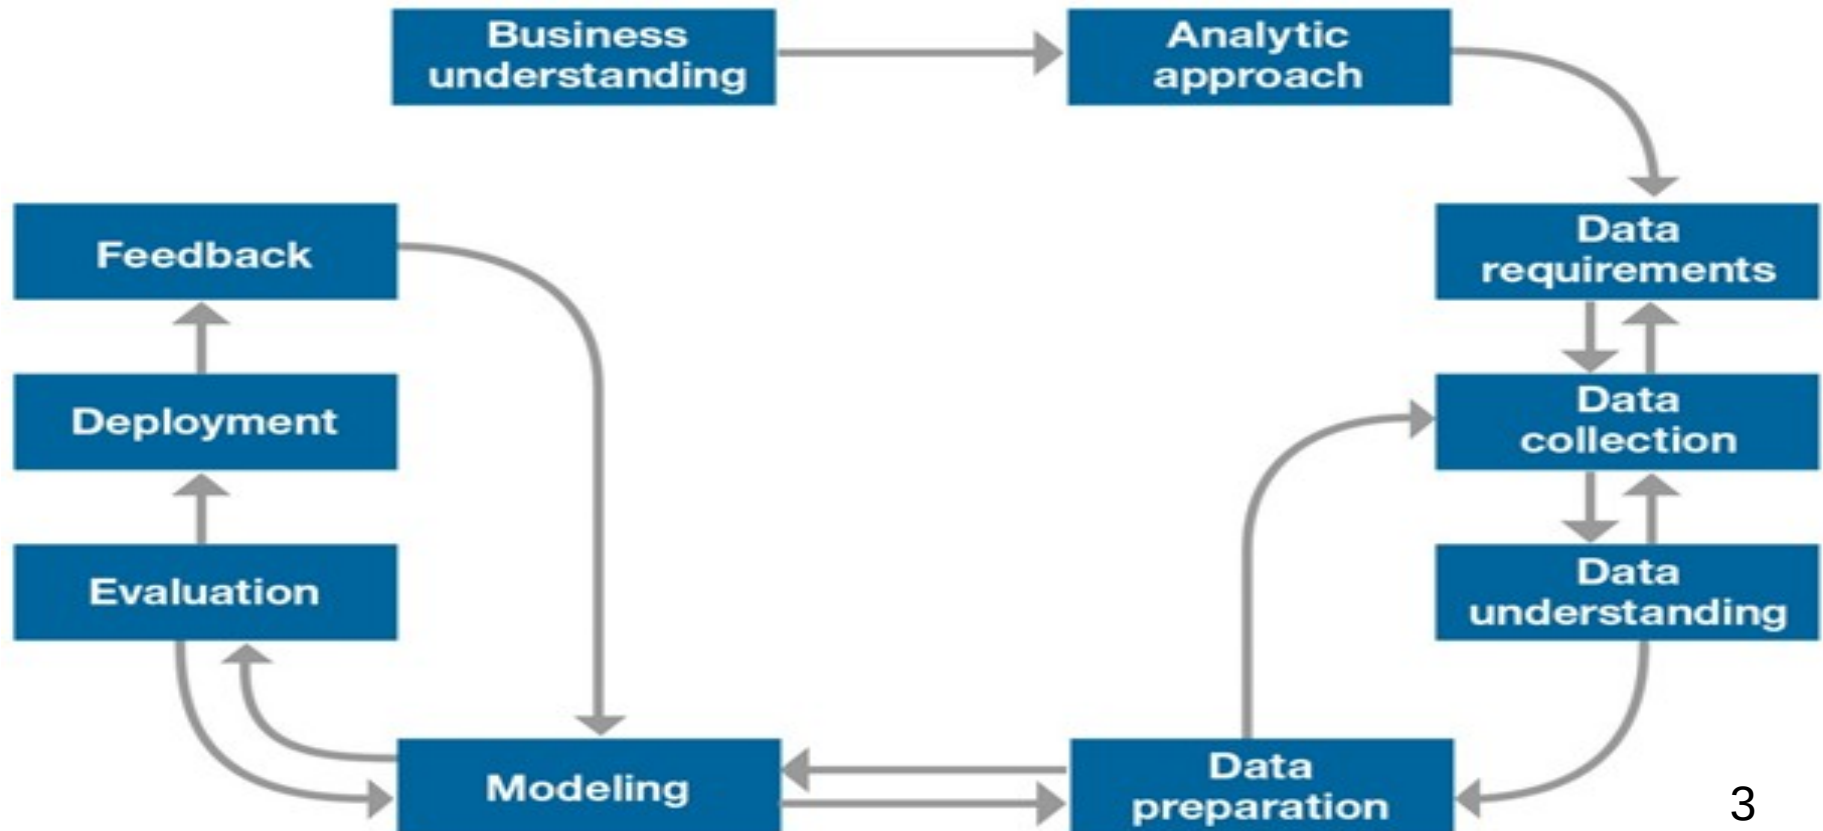 Business
understanding
Analytic
approach
Data
requirements
Data
collection
Data
understanding
Data
preparation
Modeling
Evaluation
Deployment
Feedback
3